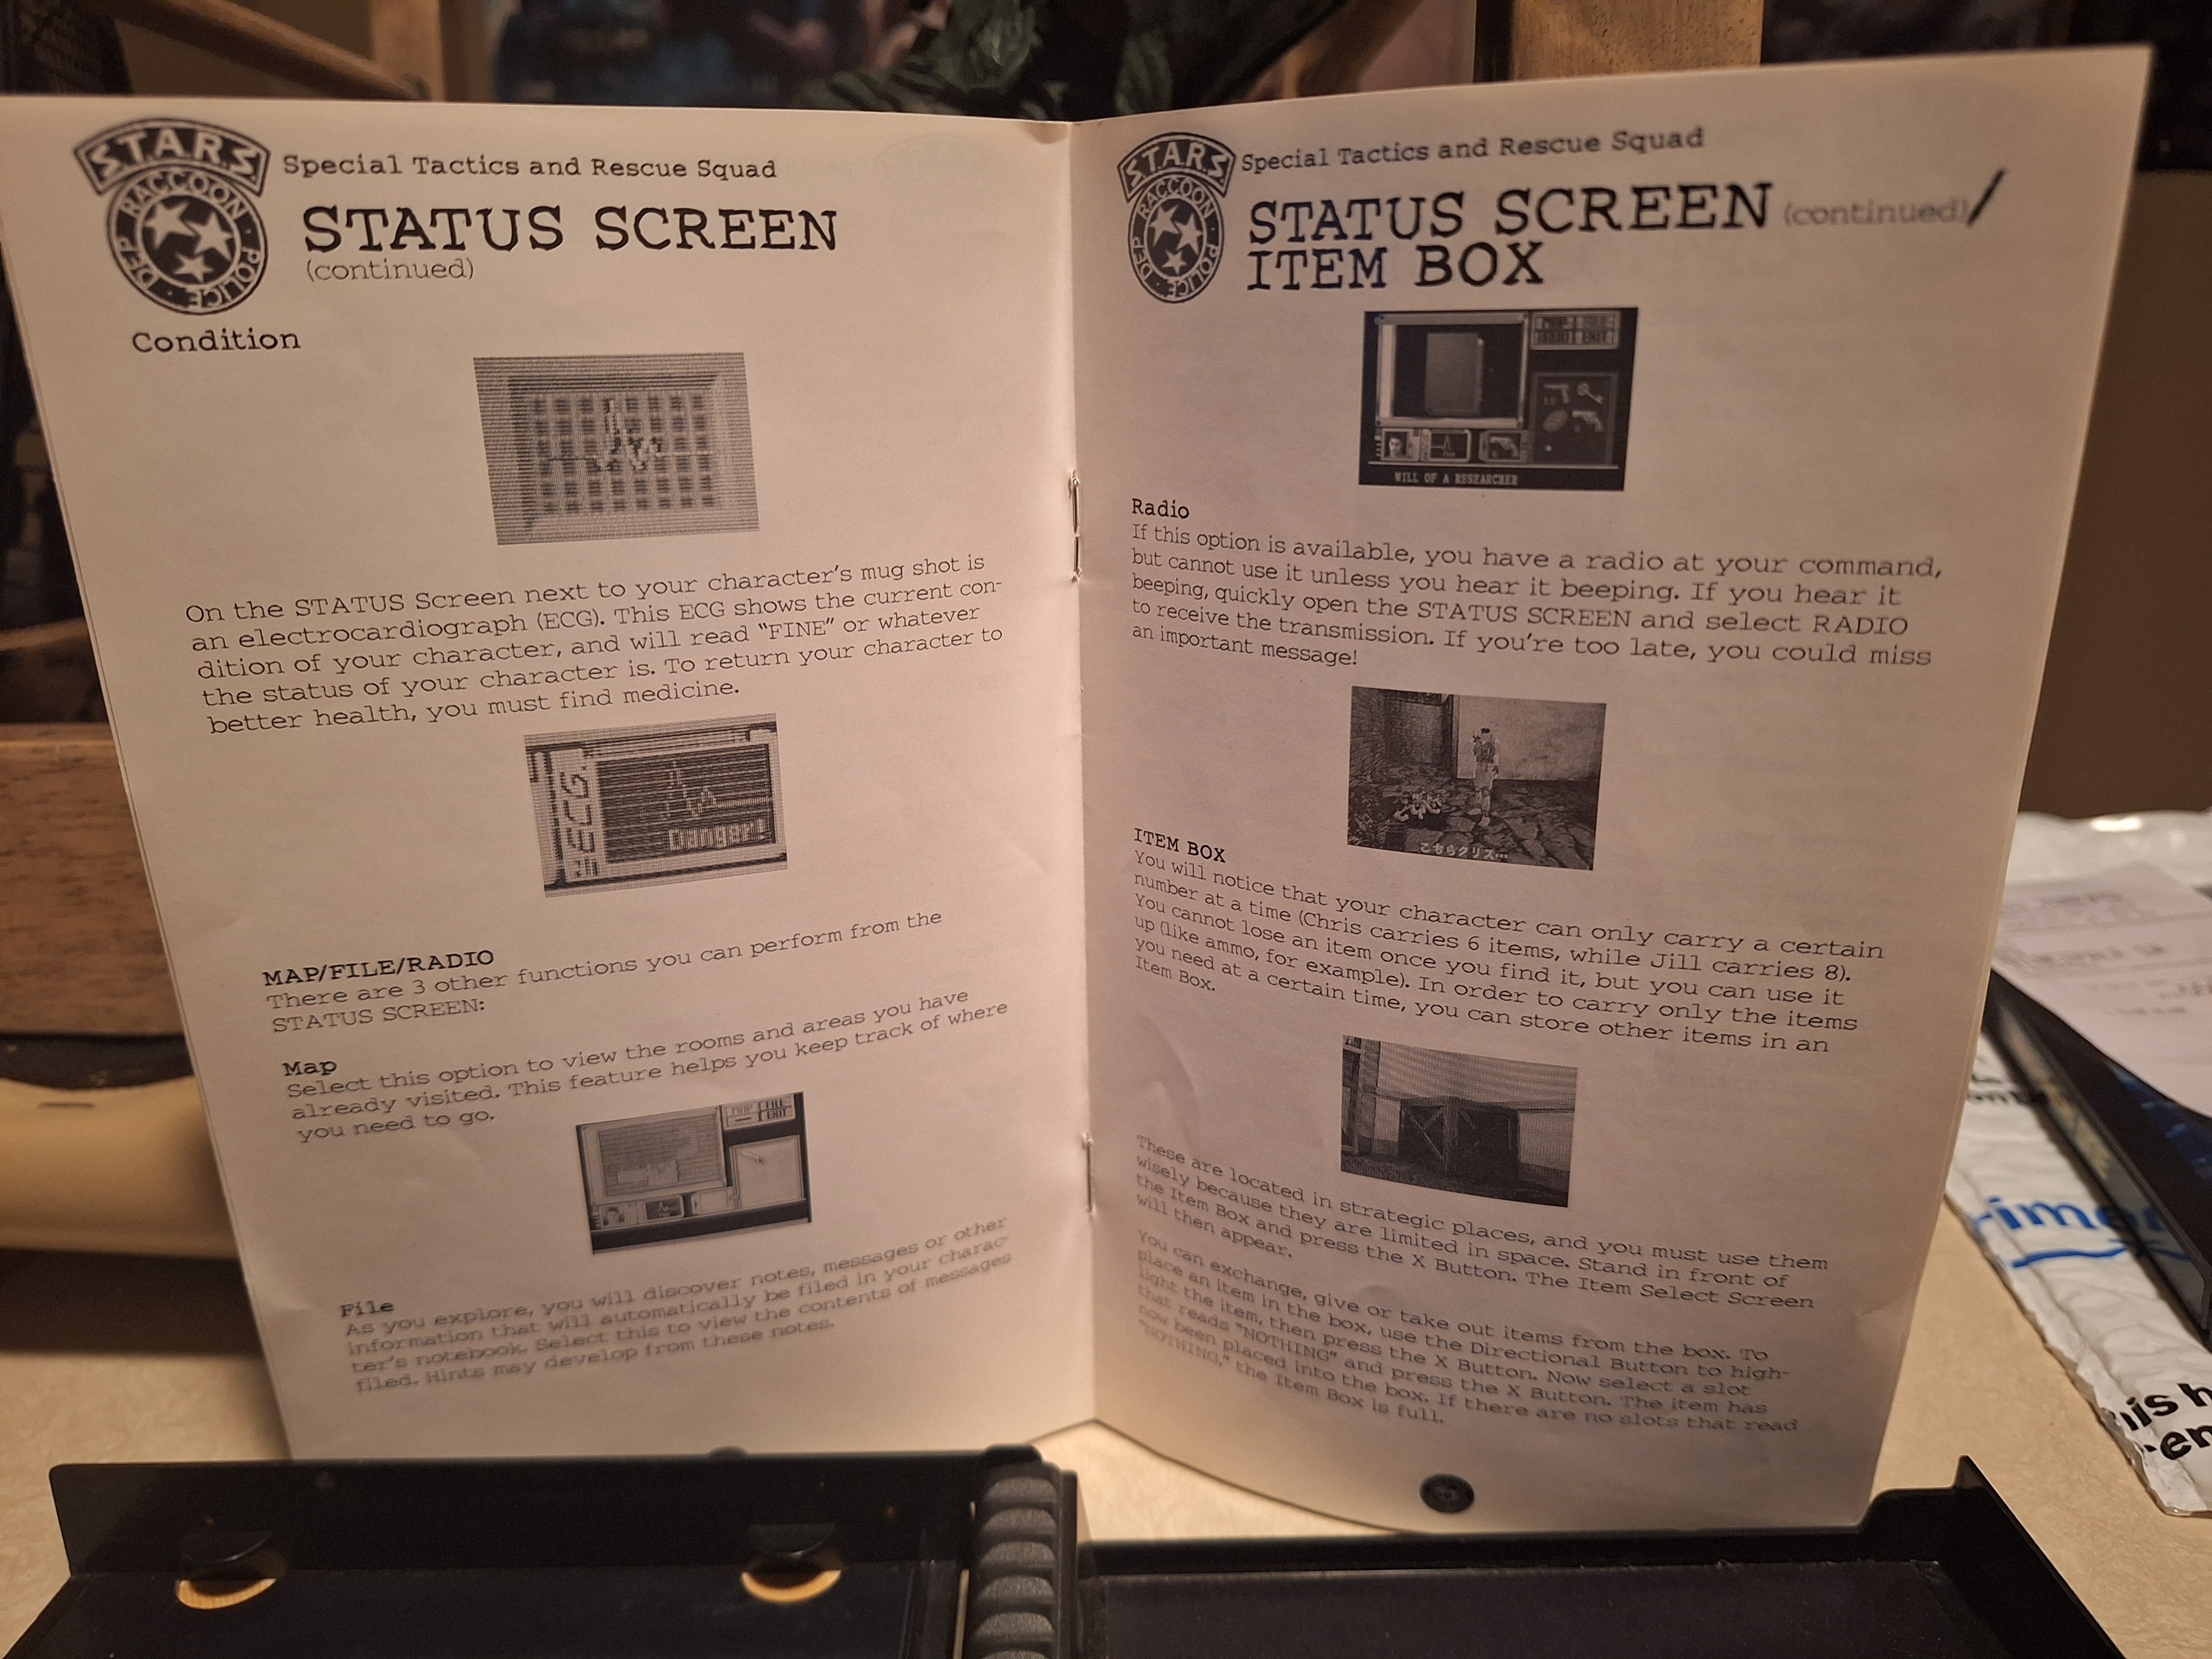 S.T.A.R.S.
RACCOON POLICE DEPT.
Special Tactics and Rescue Squad
STATUS SCREEN
(continued)
Condition
On the STATUS Screen next to your character's mug shot is
an electrocardiograph (ECG). This ECG shows the current con-
dition of your character, and will read "FINE" or whatever
the status of your character is. To return your character to
better health, you must find medicine.
ECG.
Danger!
MAP/FILE/RADIO
There are 3 other functions you can perform from the
STATUS SCREEN:
Map
Select this option to view the rooms and areas you have
already visited. This feature helps you keep track of where
you need to go.
MAP FILE
EXIT
File
As you explore, you will discover notes, messages or other
information that will automatically be filed in your charac-
ter's notebook. Select this to view the contents of messages
filed. Hints may develop from these notes.
S.T.A.R.S.
RACCOON POLICE DEPT.
Special Tactics and Rescue Squad
STATUS SCREEN (continued)/
ITEM BOX
MAP FILE
RADIO EXIT
WILL OF A RESEARCHER
Radio
If this option is available, you have a radio at your command,
but cannot use it unless you hear it beeping. If you hear it
beeping, quickly open the STATUS SCREEN and select RADIO
to receive the transmission. If you're too late, you could miss
an important message!
こちらクリス…
ITEM BOX
You will notice that your character can only carry a certain
number at a time (Chris carries 6 items, while Jill carries 8).
You cannot lose an item once you find it, but you can use it
up (like ammo, for example). In order to carry only the items
you need at a certain time, you can store other items in an
Item Box.
These are located in strategic places, and you must use them
wisely because they are limited in space. Stand in front of
the Item Box and press the X Button. The Item Select Screen
will then appear.
You can exchange, give or take out items from the box. To
place an item in the box, use the Directional Button to high-
light the item, then press the X Button. Now select a slot
that reads "NOTHING" and press the X Button. The item has
now been placed into the box. If there are no slots that read
"NOTHING," the Item Box is full.